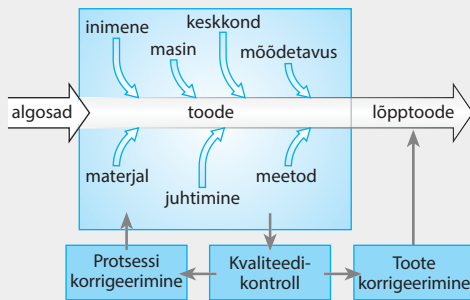 inimene
keskkond
masin
mõõdetavus
algosad
toode
lõpptoode
materjal
juhtimine
meetod
Protsessi
korrigeerimine
Kvaliteedi-
kontroll
Toote
korrigeerimine